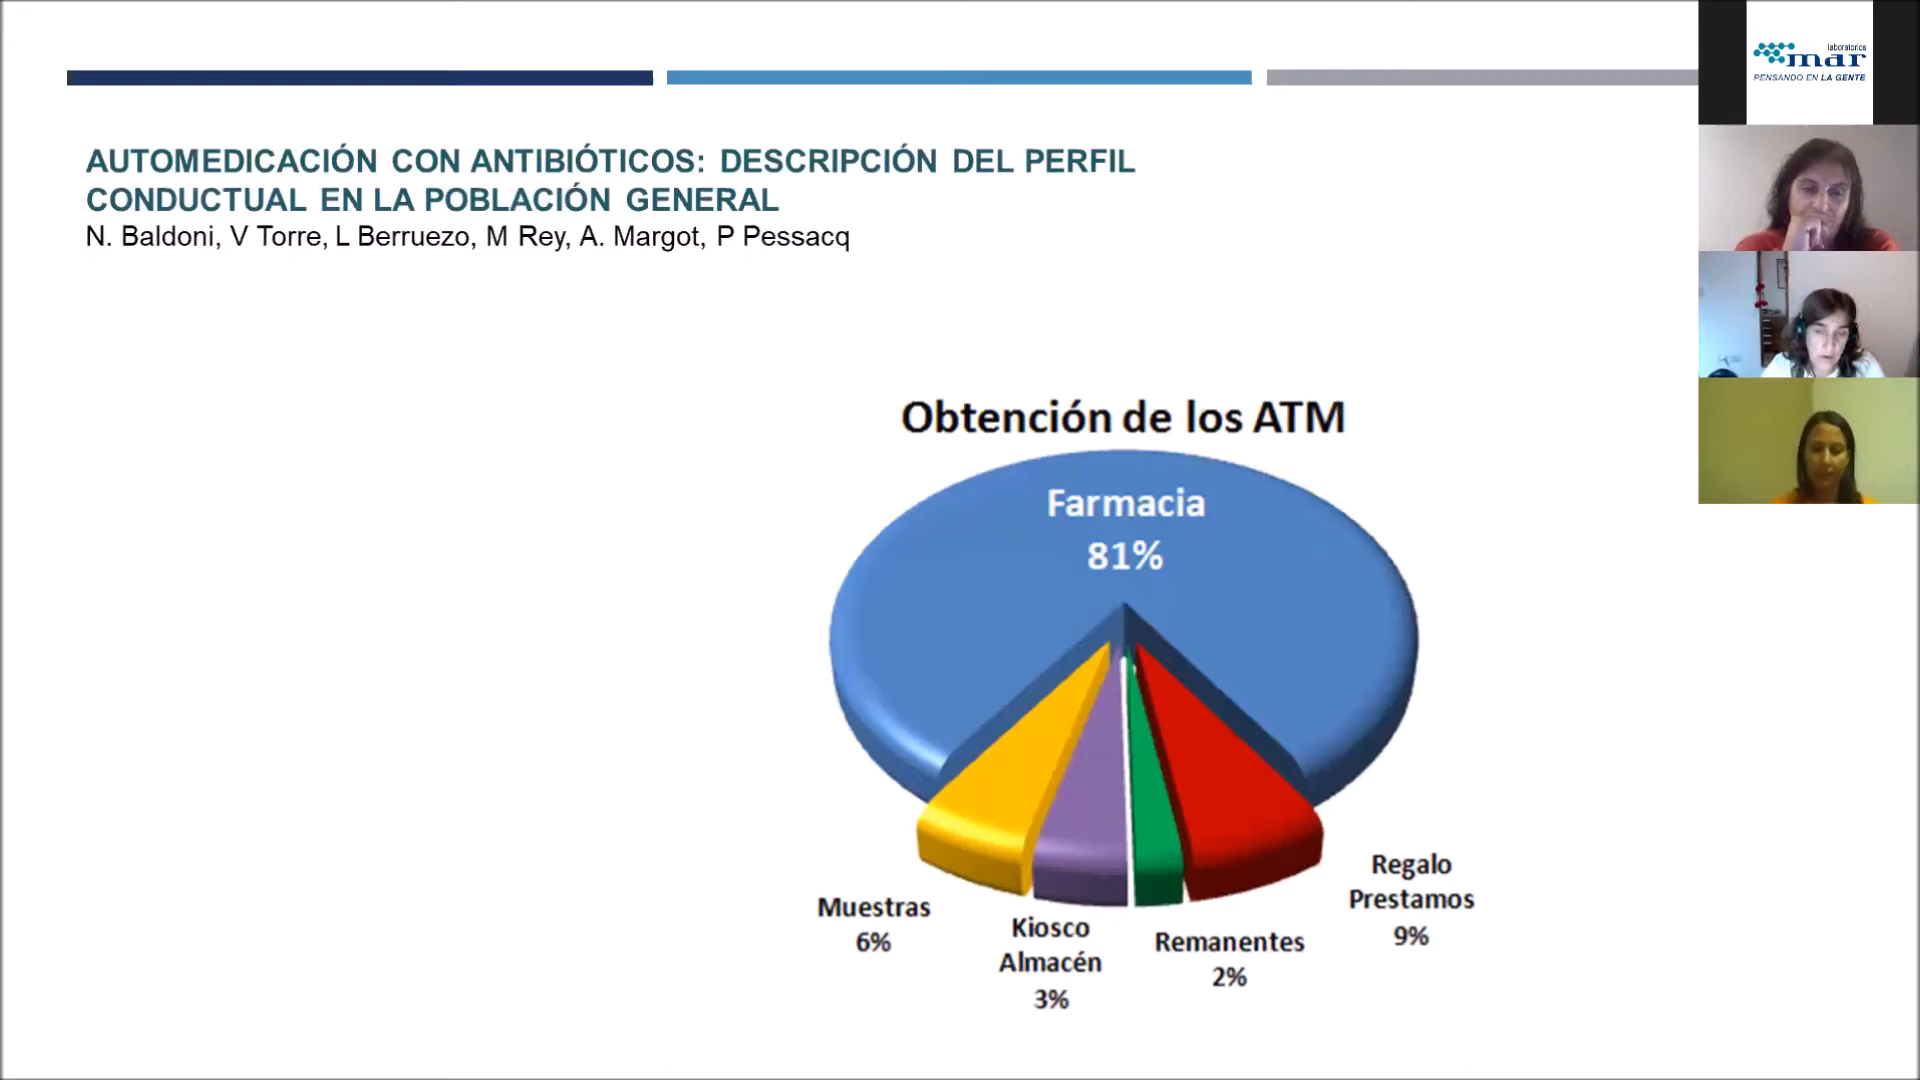 AUTOMEDICACIÓN CON ANTIBIÓTICOS: DESCRIPCIÓN DEL PERFIL
CONDUCTUAL EN LA POBLACIÓN GENERAL
N. Baldoni, V Torre, L Berruezo, M Rey, A. Margot, P Pessacq
laboratorios
mar
PENSANDO EN LA GENTE
Obtención de los ATM
Farmacia
81%
Muestras
6%
Kiosco
Almacén
3%
Remanentes
2%
Regalo
Prestamos
9%